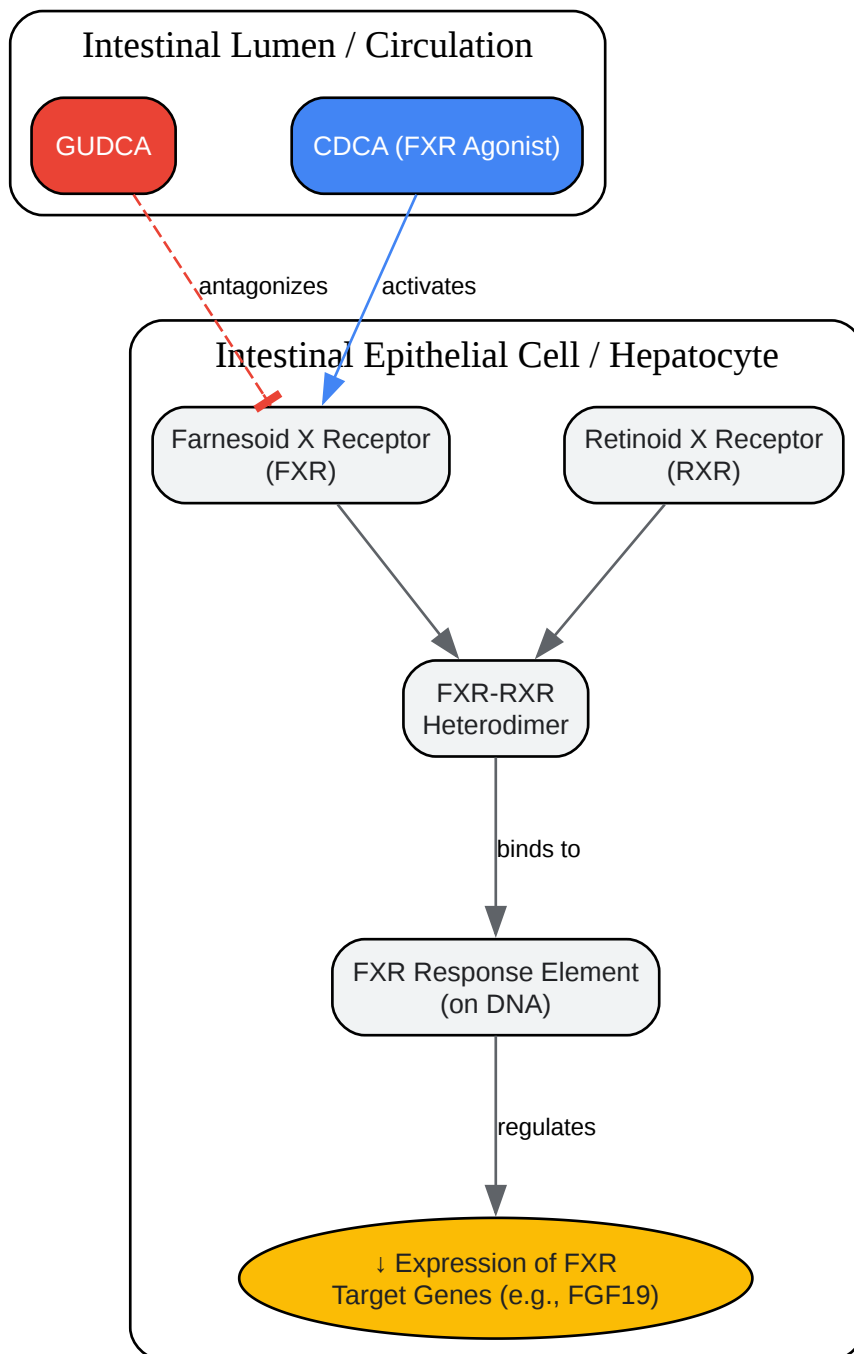 Intestinal Lumen / Circulation
GUDCA
CDCA (FXR Agonist)
antagonizes
activates
Intestinal Epithelial Cell / Hepatocyte
Farnesoid X Receptor
(FXR)
Retinoid X Receptor
(RXR)
FXR-RXR
Heterodimer
binds to
FXR Response Element
(on DNA)
regulates
↓ Expression of FXR
Target Genes (e.g., FGF19)